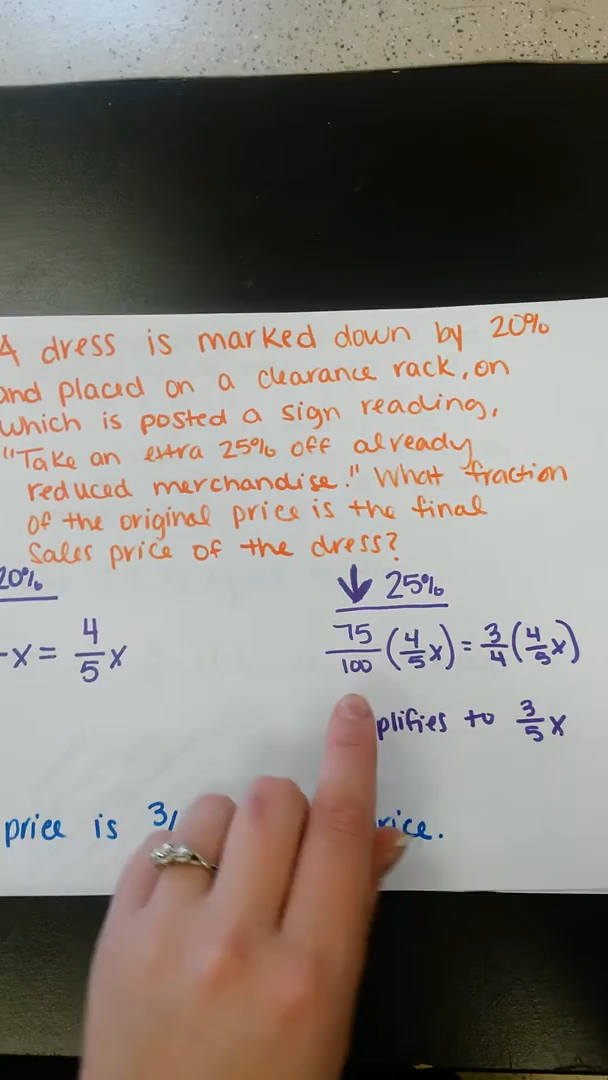 A dress is marked down by 20%
and placed on a clearance rack, on
which is posted a sign reading,
"Take an extra 25% off already
reduced merchandise." What fraction
of the original price is the final
sales price of the dress?
20%
↓ 25%
-x = 4/5 x
75/100 (4/5 x) = 3/4 (4/5 x)
plifies to 3/5 x
price is 3/ rice.